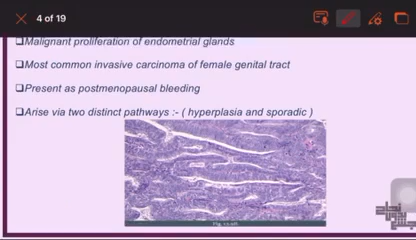 4 of 19
❑Malignant proliferation of endometrial glands
❑Most common invasive carcinoma of female genital tract
❑Present as postmenopausal bleeding
❑Arise via two distinct pathways :- ( hyperplasia and sporadic )